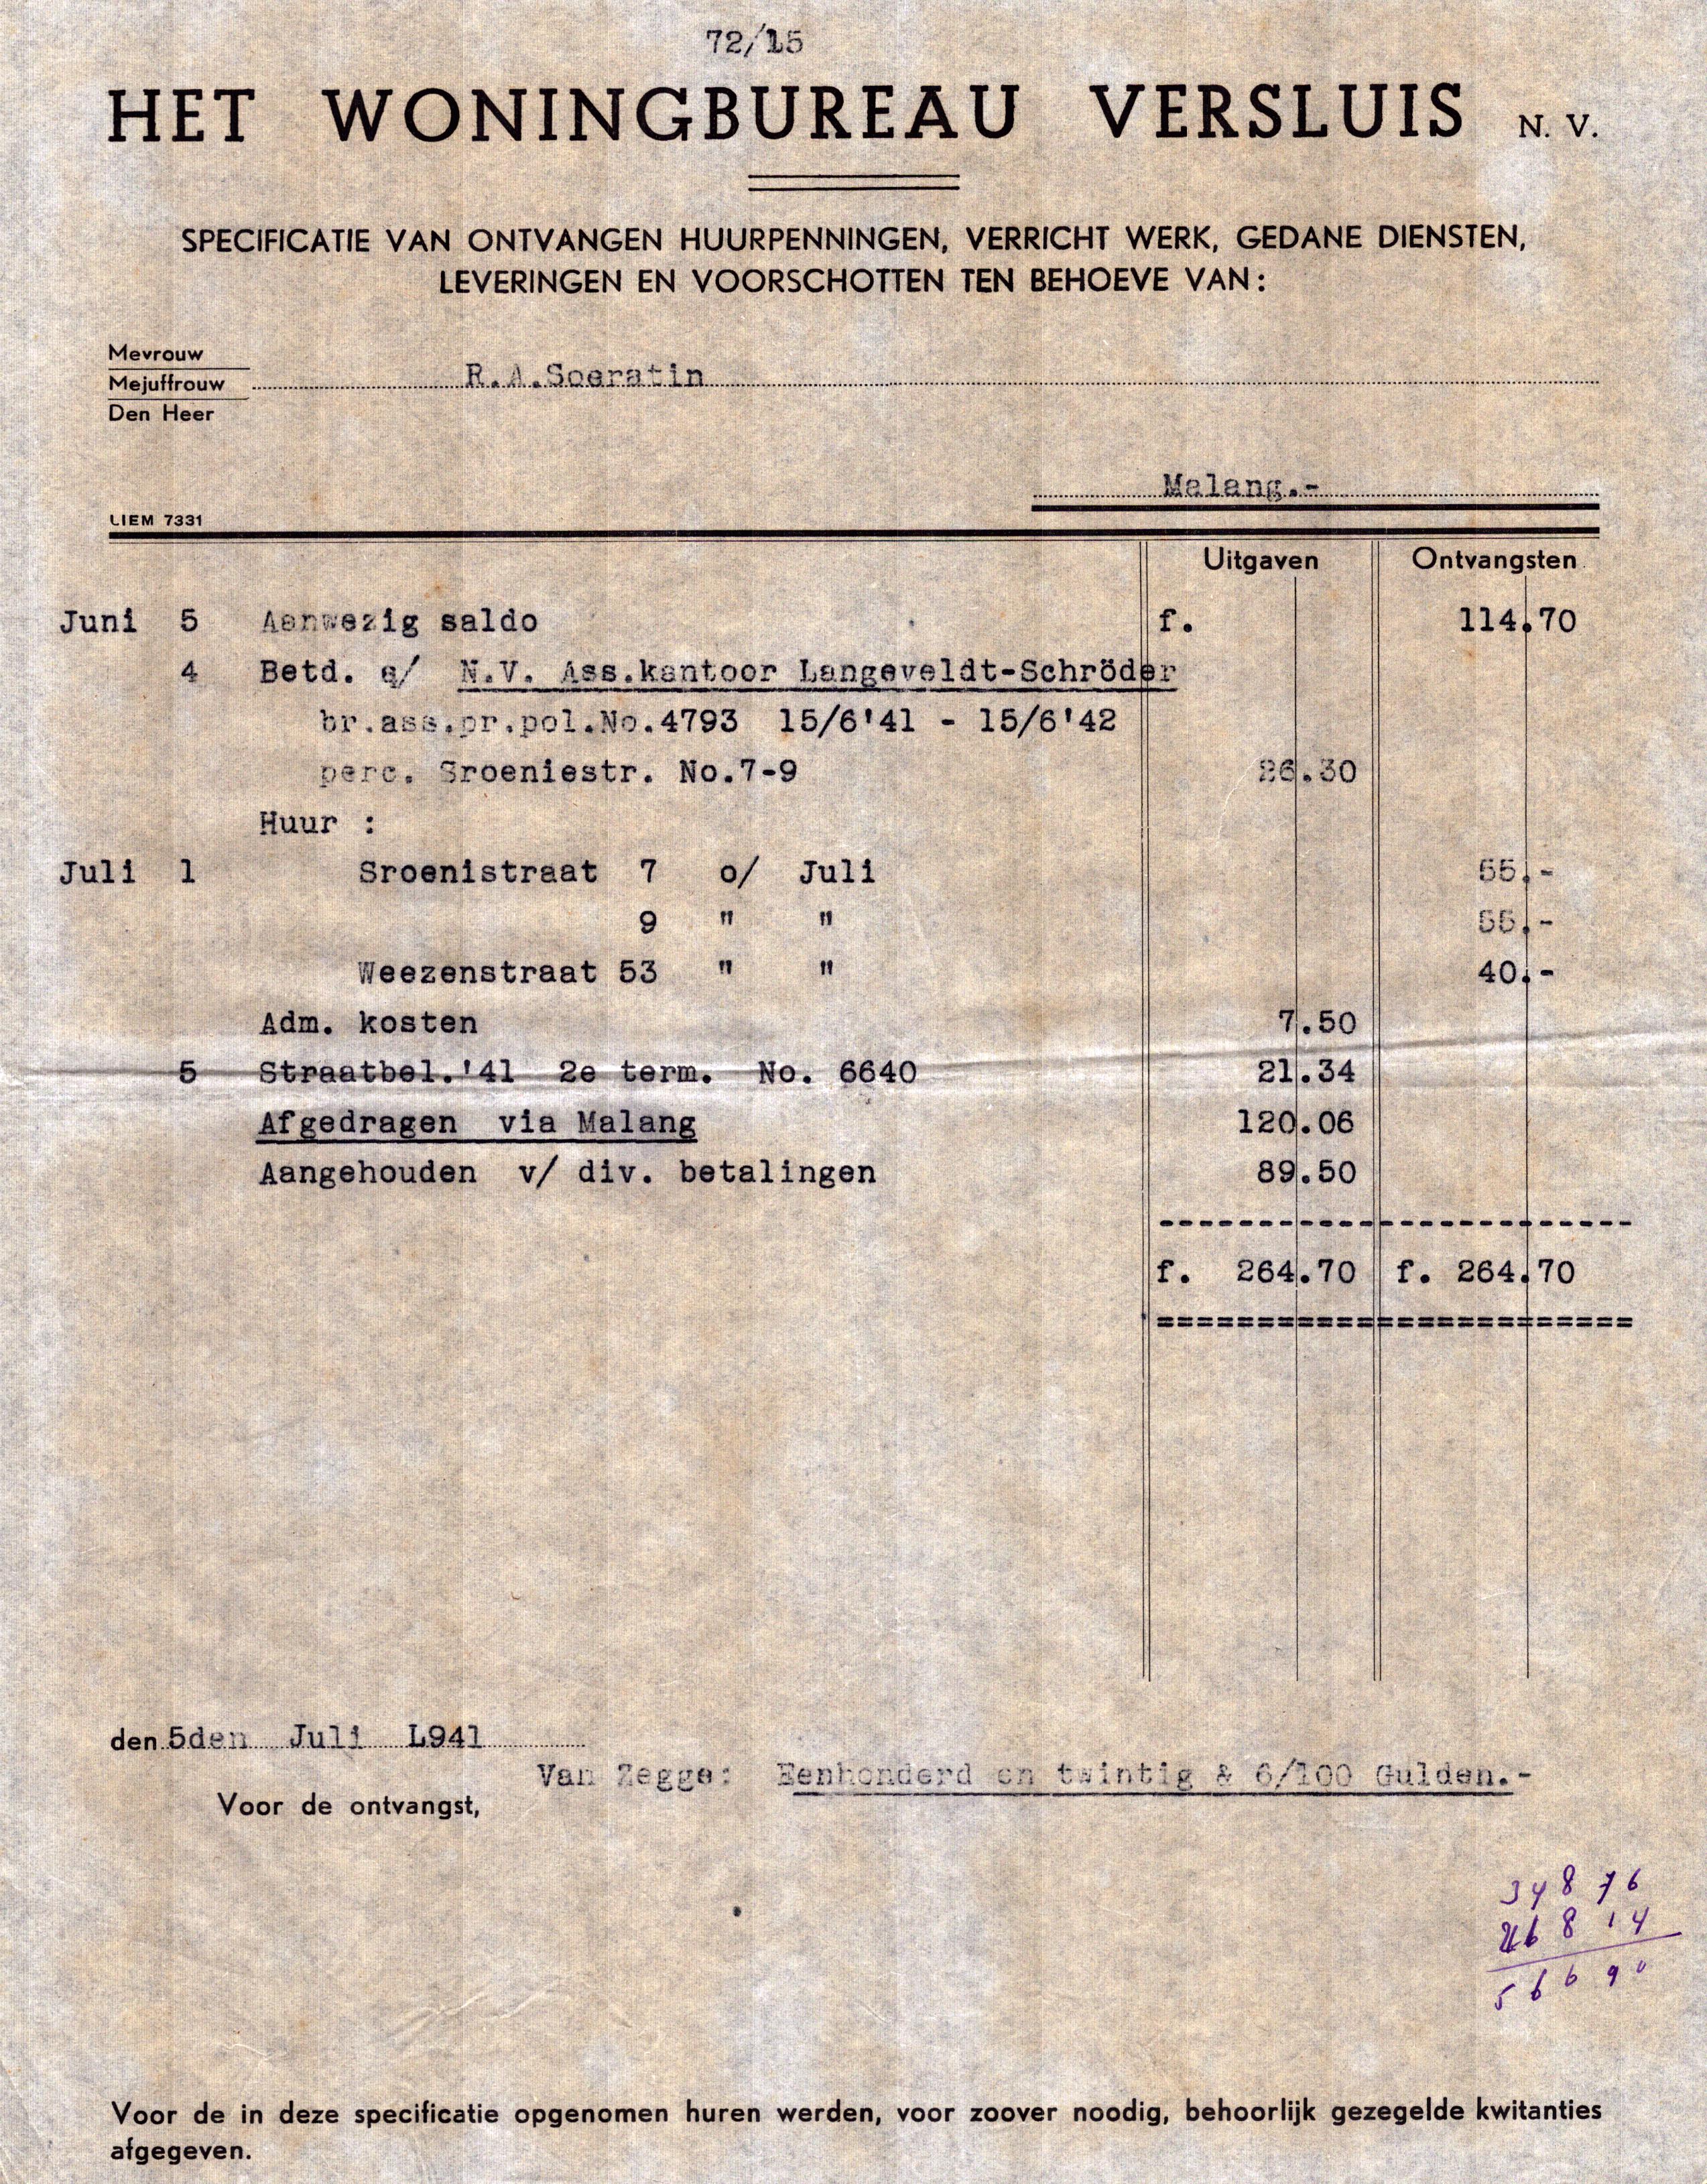 72/15
HET WONINGBUREAU VERSLUIS N. V.
SPECIFICATIE VAN ONTVANGEN HUURPENNINGEN, VERRICHT WERK, GEDANE DIENSTEN,
LEVERINGEN EN VOORSCHOTTEN TEN BEHOEVE VAN:
Mevrouw
Mejuffrouw R.A.Soeratin
Den Heer
Malang.-
LIEM 7331
Uitgaven Ontvangsten
Juni 5 Aanwezig saldo f. 114.70
4 Betd. a/ N.V. Ass.kantoor Langeveldt-Schröder
br.ass.pr.pol.No.4793 15/6'41 - 15/6'42
perc. Sroeniestr. No.7-9 26.30
Huur :
Juli 1 Sroenistraat 7 o/ Juli 55.-
9 " " 55.-
Weezenstraat 53 " " 40.-
Adm. kosten 7.50
5 Straatbel.'41 2e term. No. 6640 21.34
Afgedragen via Malang 120.06
Aangehouden v/ div. betalingen 89.50
f. 264.70 f. 264.70
den 5den Juli L941
Van Zegge: Eenhonderd en twintig & 6/100 Gulden.-
Voor de ontvangst,
348 76
8 14
566 90
Voor de in deze specificatie opgenomen huren werden, voor zoover noodig, behoorlijk gezegelde kwitanties
afgegeven.